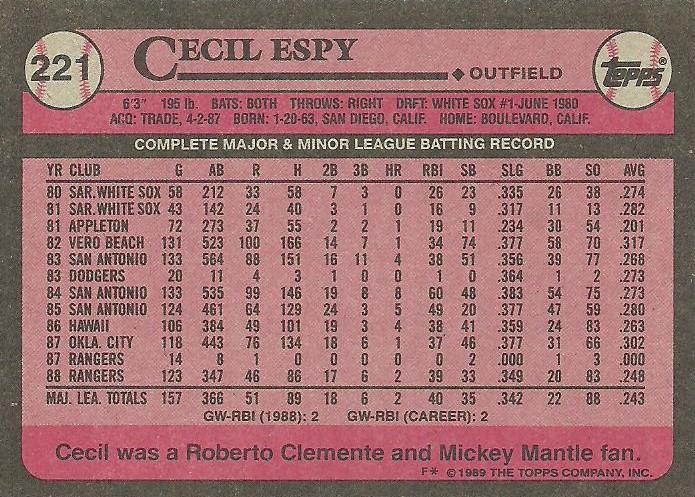 221
CECIL ESPY
◆ OUTFIELD
TOPPS®
6'3" 195 lb. BATS: BOTH THROWS: RIGHT DRFT: WHITE SOX #1-JUNE 1980
ACQ: TRADE, 4-2-87 BORN: 1-20-63, SAN DIEGO, CALIF. HOME: BOULEVARD, CALIF.
COMPLETE MAJOR & MINOR LEAGUE BATTING RECORD
YR CLUB G AB R H 2B 3B HR RBI SB SLG BB SO AVG
80 SAR. WHITE SOX 58 212 33 58 7 3 0 26 23 .335 26 38 .274
81 SAR. WHITE SOX 43 142 24 40 3 1 0 16 9 .317 11 13 .282
81 APPLETON 72 273 37 55 2 2 1 19 11 .234 30 54 .201
82 VERO BEACH 131 523 100 166 14 7 1 34 74 .377 58 70 .317
83 SAN ANTONIO 133 564 88 151 16 11 4 38 51 .356 39 77 .268
83 DODGERS 20 11 4 3 1 0 0 1 0 .364 1 2 .273
84 SAN ANTONIO 133 535 99 146 19 8 8 60 48 .383 54 75 .273
85 SAN ANTONIO 124 461 64 129 24 3 5 49 20 .380 47 59 .280
86 HAWAII 106 384 49 101 19 3 4 38 41 .359 24 83 .263
87 OKLA. CITY 118 443 76 134 18 6 1 37 46 .377 31 66 .302
87 RANGERS 14 8 1 0 0 0 0 0 2 .000 1 3 .000
88 RANGERS 123 347 46 86 17 6 2 39 33 .349 20 83 .248
MAJ. LEA. TOTALS 157 366 51 89 18 6 2 40 35 .342 22 88 .243
GW-RBI (1988): 2 GW-RBI (CAREER): 2
Cecil was a Roberto Clemente and Mickey Mantle fan.
F* © 1989 THE TOPPS COMPANY, INC.